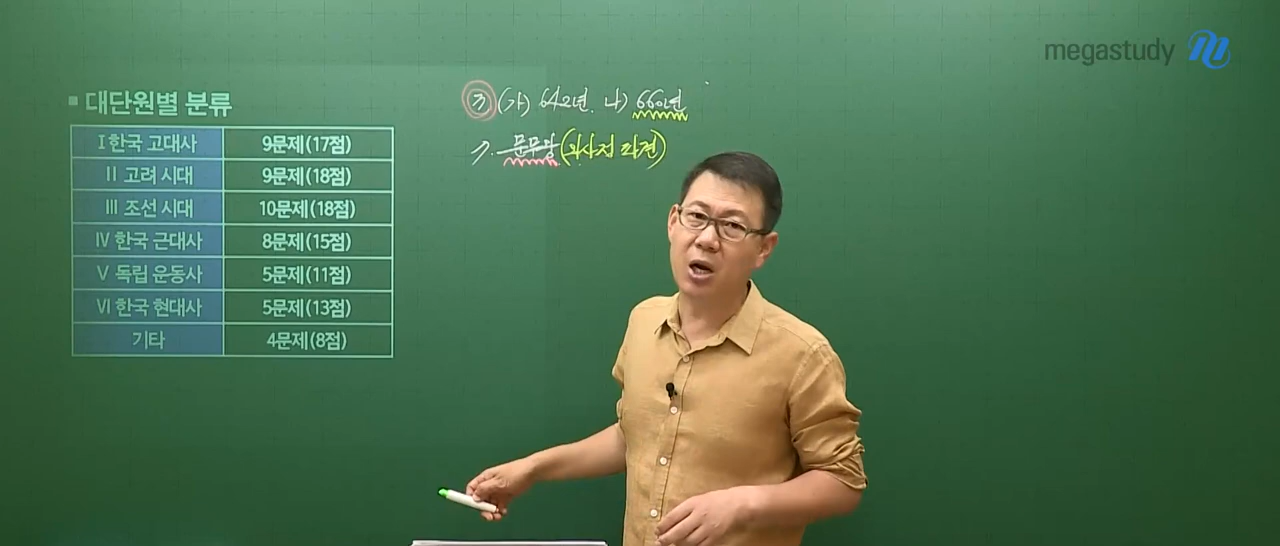 megastudy
대단원별 분류
I 한국 고대사 9문제(17점)
II 고려 시대 9문제(18점)
III 조선 시대 10문제(18점)
IV 한국 근대사 8문제(15점)
V 독립 운동사 5문제(11점)
VI 한국 현대사 5문제(13점)
기타 4문제(8점)
(가) 642년, 나) 660년
문무왕 (외사정 파견)